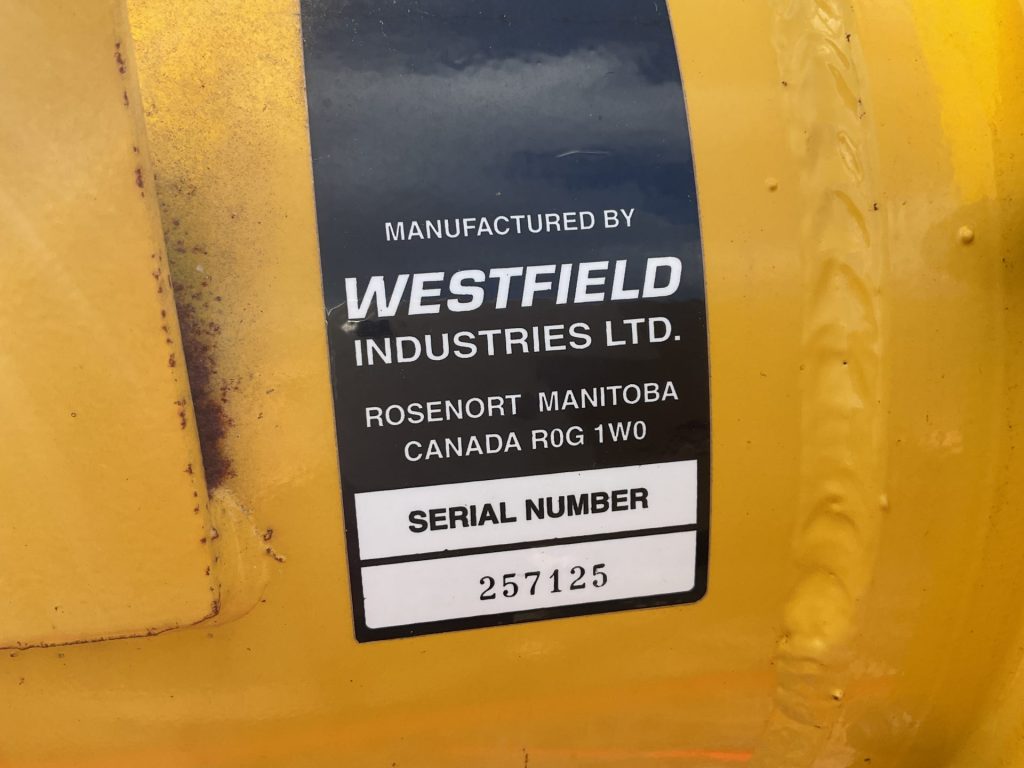 MANUFACTURED BY
WESTFIELD
INDUSTRIES LTD.
ROSENORT MANITOBA
CANADA R0G 1W0
SERIAL NUMBER
257125